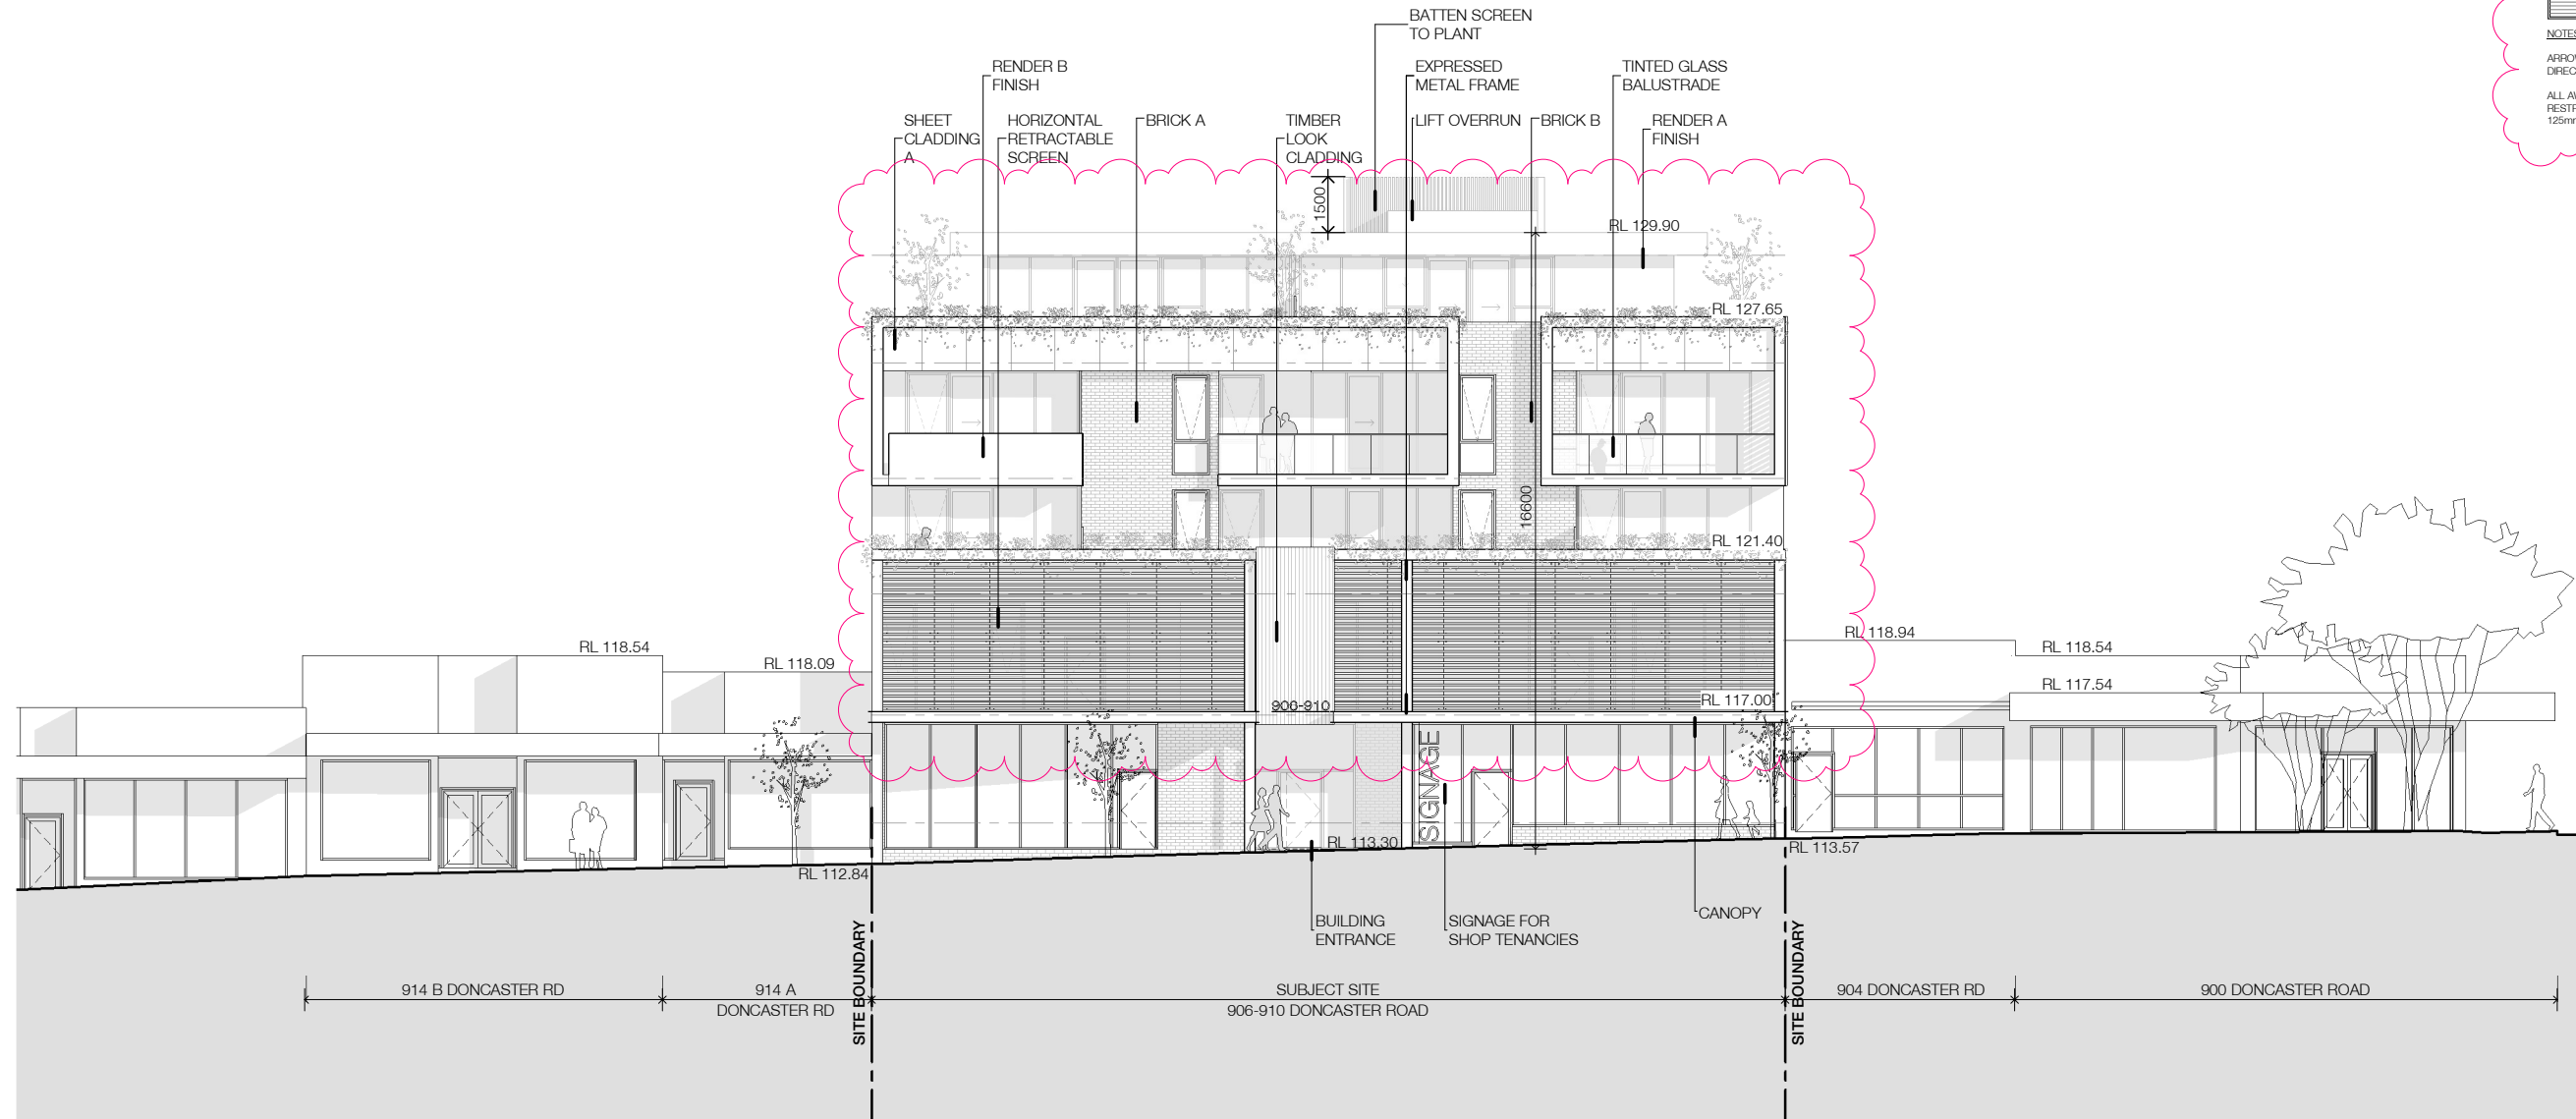 BATTEN SCREEN
TO PLANT
RENDER B
FINISH
EXPRESSED
METAL FRAME
TINTED GLASS
BALUSTRADE
SHEET
CLADDING
A
HORIZONTAL
RETRACTABLE
SCREEN
BRICK A
TIMBER
LOOK
CLADDING
LIFT OVERRUN
BRICK B
RENDER A
FINISH
1500
RL 129.90
RL 127.65
16600
RL 121.40
RL 118.54
RL 118.09
RL 118.94
RL 118.54
RL 117.54
RL 117.00
906-910
SIGNAGE
RL 113.30
RL 113.57
RL 112.84
BUILDING
ENTRANCE
SIGNAGE FOR
SHOP TENANCIES
CANOPY
SITE BOUNDARY
SITE BOUNDARY
914 B DONCASTER RD
914 A
DONCASTER RD
SUBJECT SITE
906-910 DONCASTER ROAD
904 DONCASTER RD
900 DONCASTER ROAD